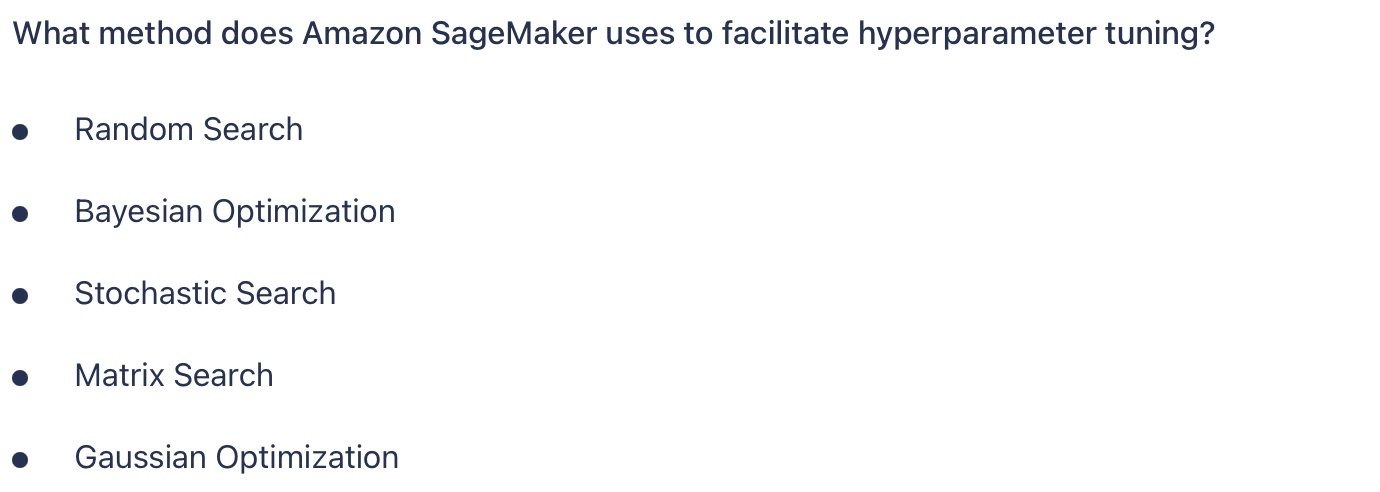 What method does Amazon SageMaker uses to facilitate hyperparameter tuning?
● Random Search
● Bayesian Optimization
● Stochastic Search
● Matrix Search
● Gaussian Optimization